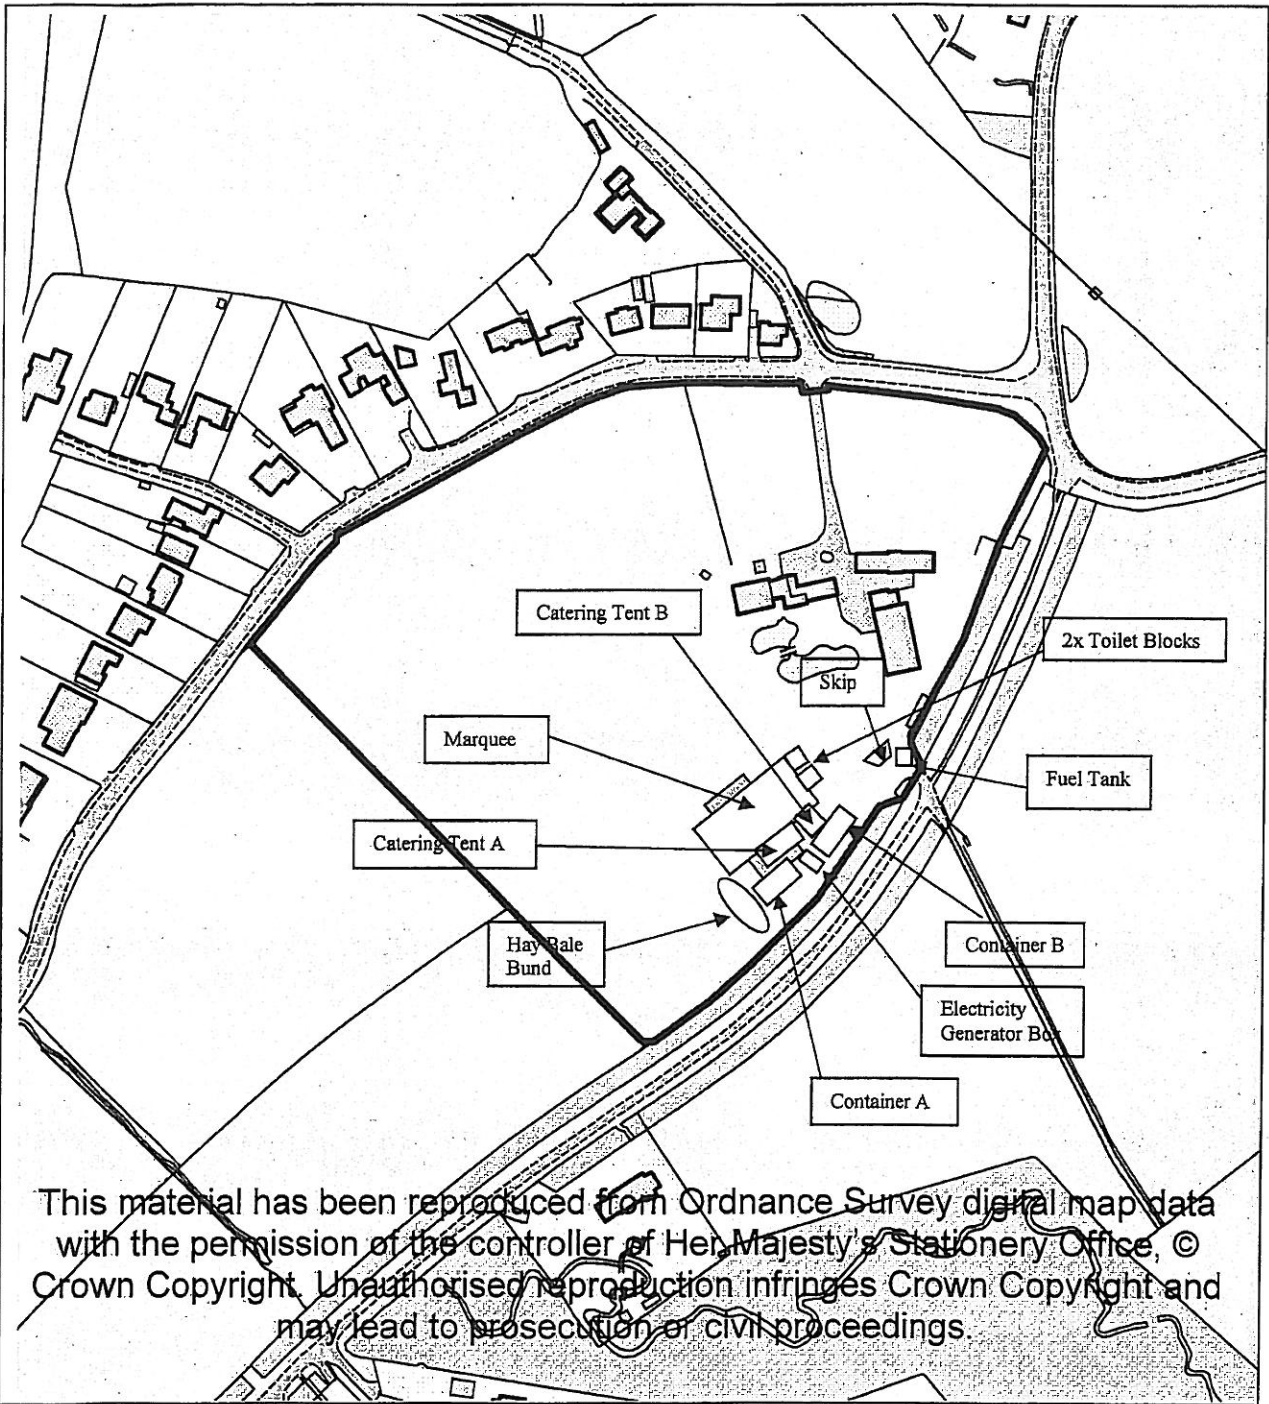 Catering Tent B
2x Toilet Blocks
Skip
Marquee
Fuel Tank
Catering Tent A
Hay Bale
Bund
Container B
Electricity
Generator Box
Container A
This material has been reproduced from Ordnance Survey digital map data
with the permission of the controller of Her Majesty's Stationery Office, ©
Crown Copyright. Unauthorised reproduction infringes Crown Copyright and
may lead to prosecution or civil proceedings.